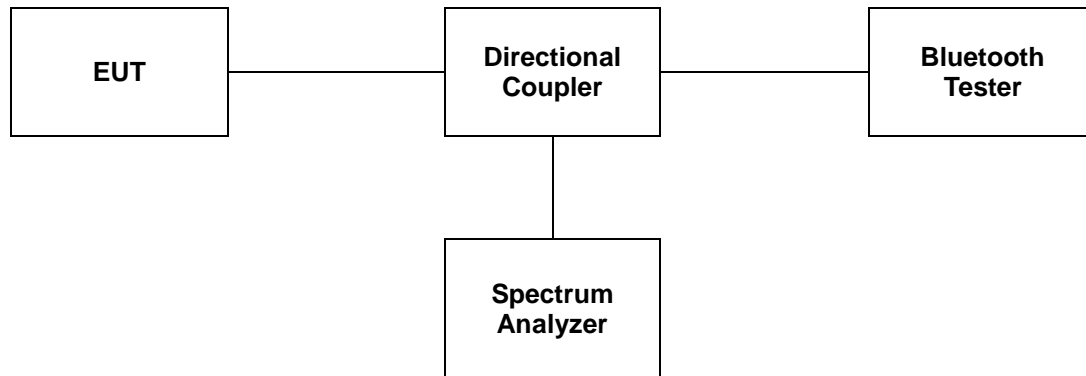 EUT
Directional
Coupler
Bluetooth
Tester
Spectrum
Analyzer